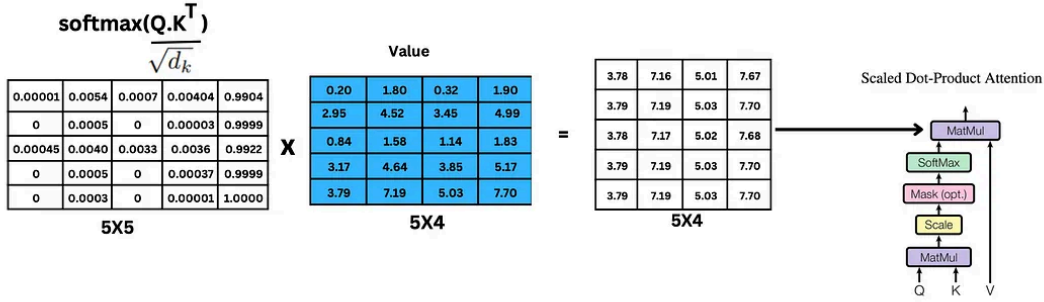 softmax(Q.K^T)
√d_k
Value
Scaled Dot-Product Attention
0.00001 0.0054 0.0007 0.00404 0.9904
0 0.0005 0 0.00003 0.9999
0.00045 0.0040 0.0033 0.0036 0.9922
0 0.0005 0 0.00037 0.9999
0 0.0003 0 0.00001 1.0000
5X5
X
0.20 1.80 0.32 1.90
2.95 4.52 3.45 4.99
0.84 1.58 1.14 1.83
3.17 4.64 3.85 5.17
3.79 7.19 5.03 7.70
5X4
=
3.78 7.16 5.01 7.67
3.79 7.19 5.03 7.70
3.78 7.17 5.02 7.68
3.79 7.19 5.03 7.70
3.79 7.19 5.03 7.70
5X4
MatMul
SoftMax
Mask (opt.)
Scale
MatMul
Q K V